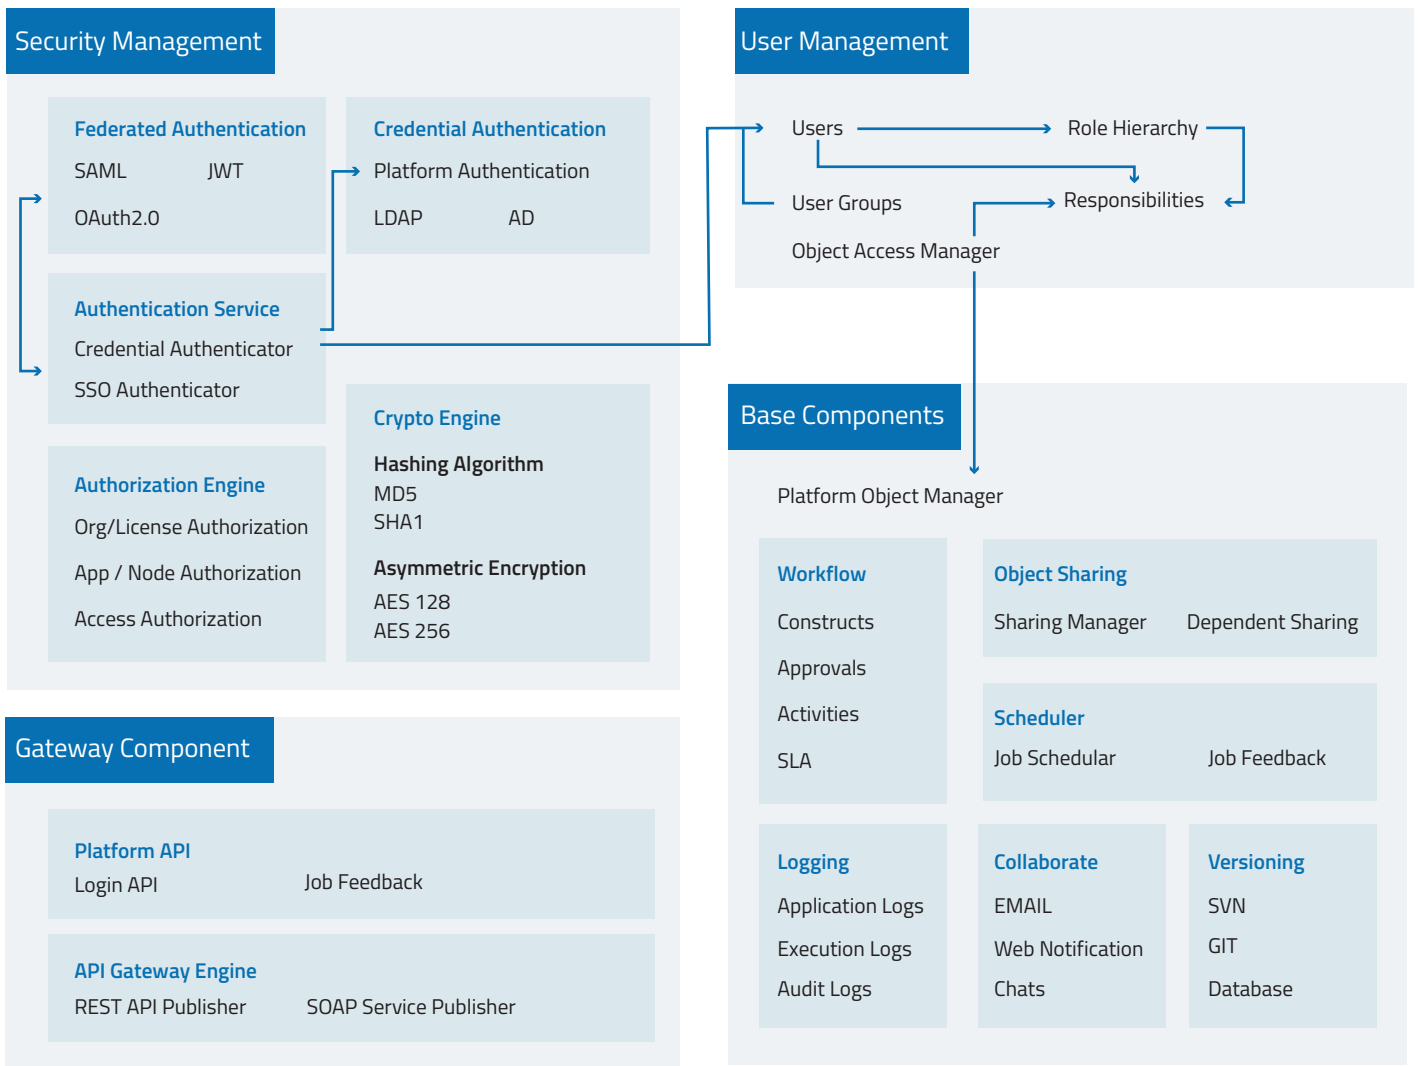 Security Management
Federated Authentication
SAML JWT
OAuth2.0
Credential Authentication
Platform Authentication
LDAP AD
Authentication Service
Credential Authenticator
SSO Authenticator
Authorization Engine
Org/License Authorization
App / Node Authorization
Access Authorization
Crypto Engine
Hashing Algorithm
MD5
SHA1
Asymmetric Encryption
AES 128
AES 256
User Management
Users
Role Hierarchy
User Groups
Responsibilities
Object Access Manager
Gateway Component
Platform API
Login API
Job Feedback
API Gateway Engine
REST API Publisher
SOAP Service Publisher
Base Components
Platform Object Manager
Workflow
Constructs
Approvals
Activities
SLA
Object Sharing
Sharing Manager
Dependent Sharing
Scheduler
Job Schedular
Job Feedback
Logging
Application Logs
Execution Logs
Audit Logs
Collaborate
EMAIL
Web Notification
Chats
Versioning
SVN
GIT
Database